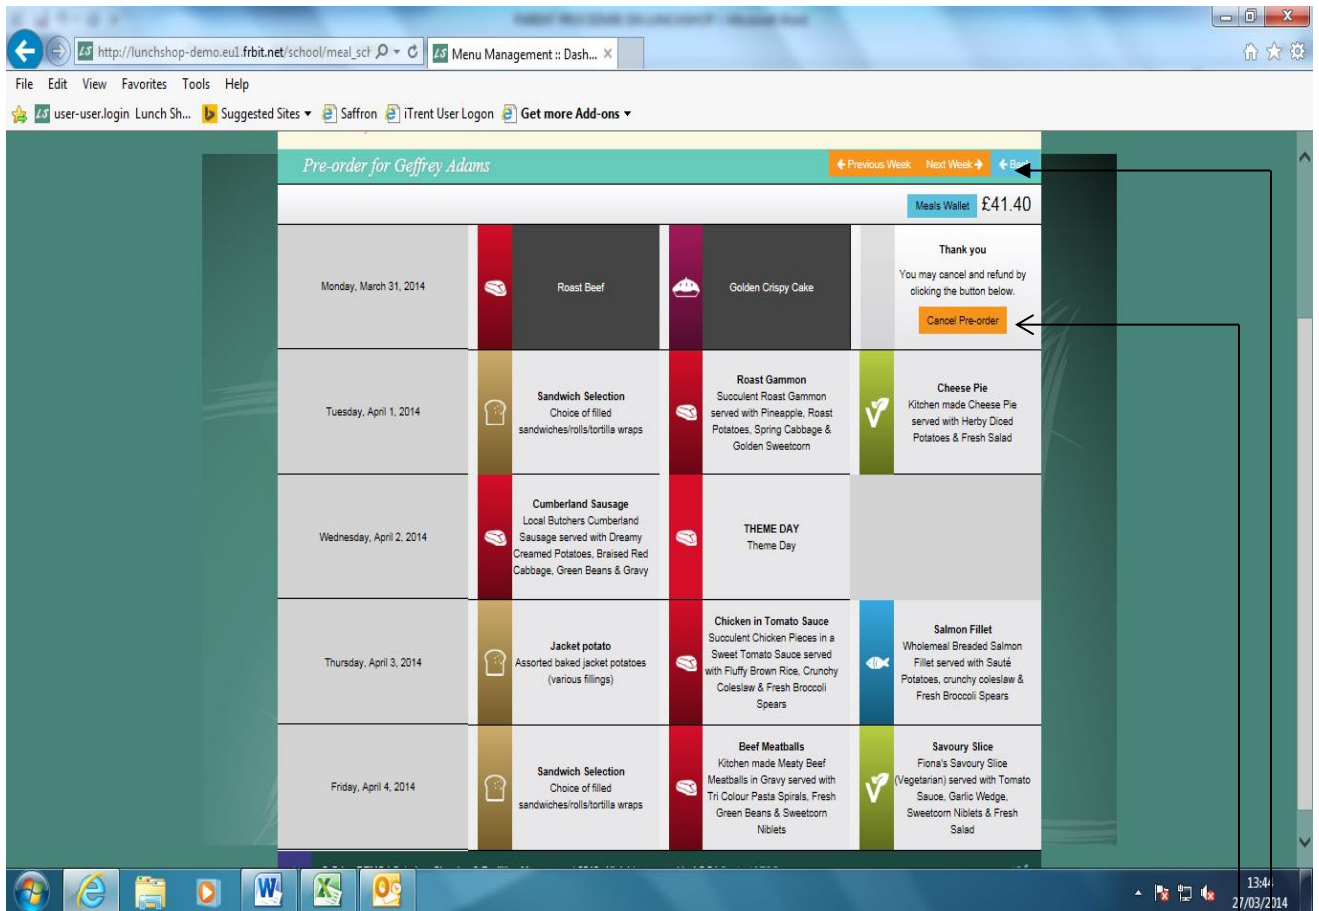 PARENT PROCEDURE EN LUNCHSHOP - Microsoft Word
http://lunchshop-demo.eu1.frbit.net/school/meal_scł
Menu Management :: Dash...
File Edit View Favorites Tools Help
user-user.login Lunch Sh... Suggested Sites Saffron iTrent User Logon Get more Add-ons
Pre-order for Geffrey Adams
Previous Week Next Week Back
Meals Wallet £41.40
Monday, March 31, 2014
Roast Beef
Golden Crispy Cake
Thank you
You may cancel and refund by
clicking the button below.
Cancel Pre-order
Tuesday, April 1, 2014
Sandwich Selection
Choice of filled
sandwiches/rolls/tortilla wraps
Roast Gammon
Succulent Roast Gammon
served with Pineapple, Roast
Potatoes, Spring Cabbage &
Golden Sweetcorn
Cheese Pie
Kitchen made Cheese Pie
served with Herby Diced
Potatoes & Fresh Salad
Wednesday, April 2, 2014
Cumberland Sausage
Local Butchers Cumberland
Sausage served with Dreamy
Creamed Potatoes, Braised Red
Cabbage, Green Beans & Gravy
THEME DAY
Theme Day
Thursday, April 3, 2014
Jacket potato
Assorted baked jacket potatoes
(various fillings)
Chicken in Tomato Sauce
Succulent Chicken Pieces in a
Sweet Tomato Sauce served
with Fluffy Brown Rice, Crunchy
Coleslaw & Fresh Broccoli
Spears
Salmon Fillet
Wholemeal Breaded Salmon
Fillet served with Sauté
Potatoes, crunchy coleslaw &
Fresh Broccoli Spears
Friday, April 4, 2014
Sandwich Selection
Choice of filled
sandwiches/rolls/tortilla wraps
Beef Meatballs
Kitchen made Meaty Beef
Meatballs in Gravy served with
Tri Colour Pasta Spirals, Fresh
Green Beans & Sweetcorn
Niblets
Savoury Slice
Fiona's Savoury Slice
(Vegetarian) served with Tomato
Sauce, Garlic Wedge,
Sweetcorn Niblets & Fresh
Salad
13:44
27/03/2014